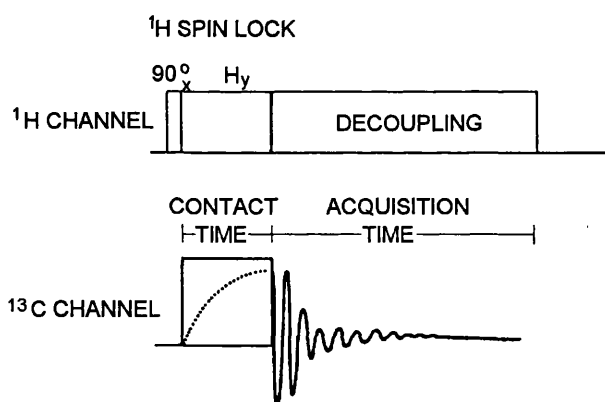 ¹H SPIN LOCK
90°ₓ Hy
¹H CHANNEL
DECOUPLING
CONTACT ACQUISITION
TIME TIME
¹³C CHANNEL